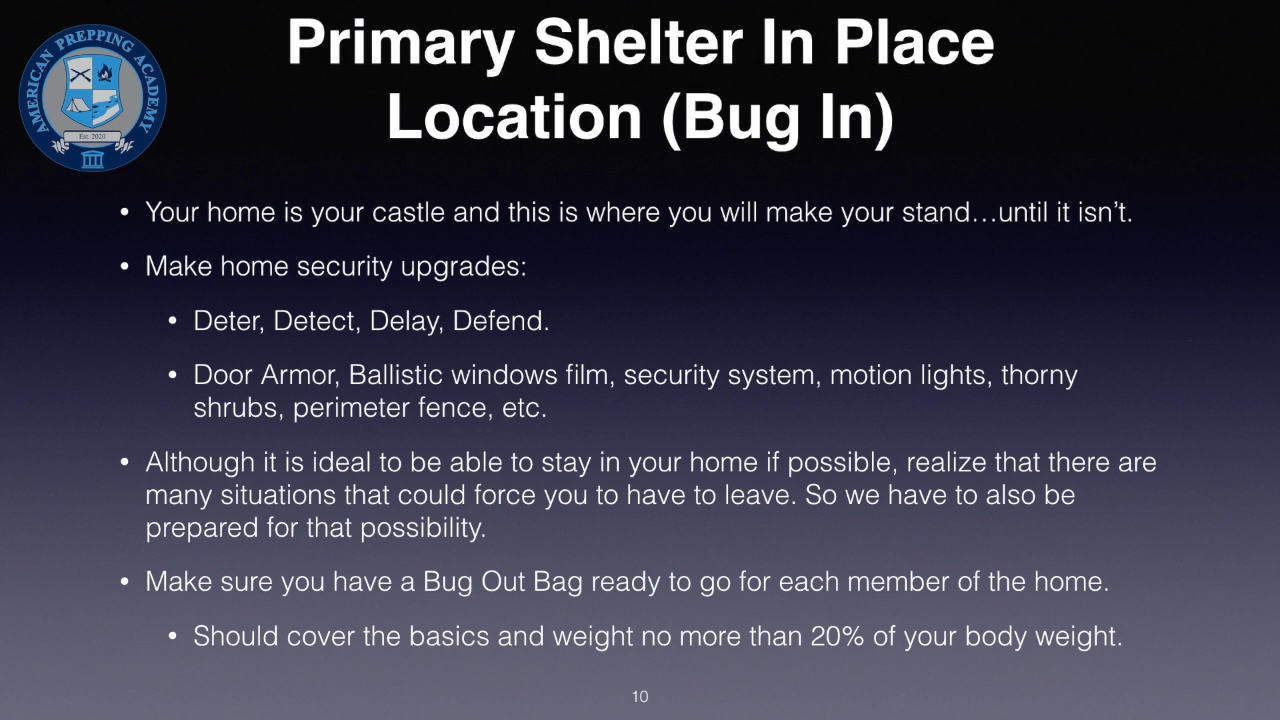 AMERICAN PREPPING ACADEMY
Est. 2020
Primary Shelter In Place
Location (Bug In)
• Your home is your castle and this is where you will make your stand…until it isn’t.
• Make home security upgrades:
• Deter, Detect, Delay, Defend.
• Door Armor, Ballistic windows film, security system, motion lights, thorny
shrubs, perimeter fence, etc.
• Although it is ideal to be able to stay in your home if possible, realize that there are
many situations that could force you to have to leave. So we have to also be
prepared for that possibility.
• Make sure you have a Bug Out Bag ready to go for each member of the home.
• Should cover the basics and weight no more than 20% of your body weight.
10